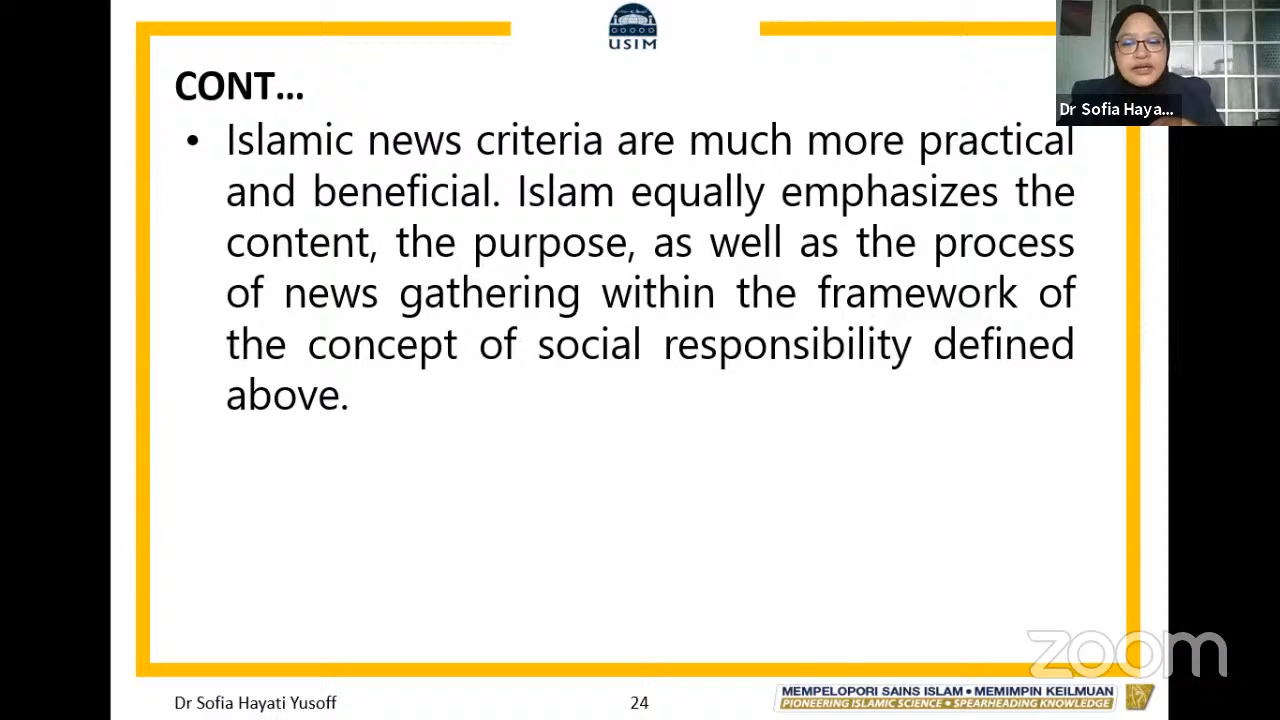 USIM
Dr Sofia Haya...
CONT...
• Islamic news criteria are much more practical
and beneficial. Islam equally emphasizes the
content, the purpose, as well as the process
of news gathering within the framework of
the concept of social responsibility defined
above.
zoom
Dr Sofia Hayati Yusoff
24
MEMPELOPORI SAINS ISLAM • MEMIMPIN KEILMUAN
PIONEERING ISLAMIC SCIENCE • SPEARHEADING KNOWLEDGE